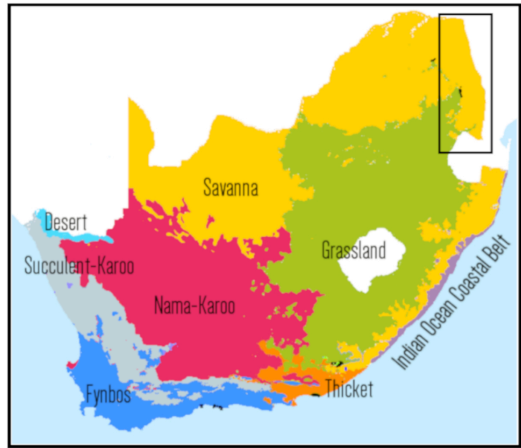 Savanna
Desert
Grassland
Succulent-Karoo
Nama-Karoo
Indian Ocean Coastal Belt
Fynbos
Thicket